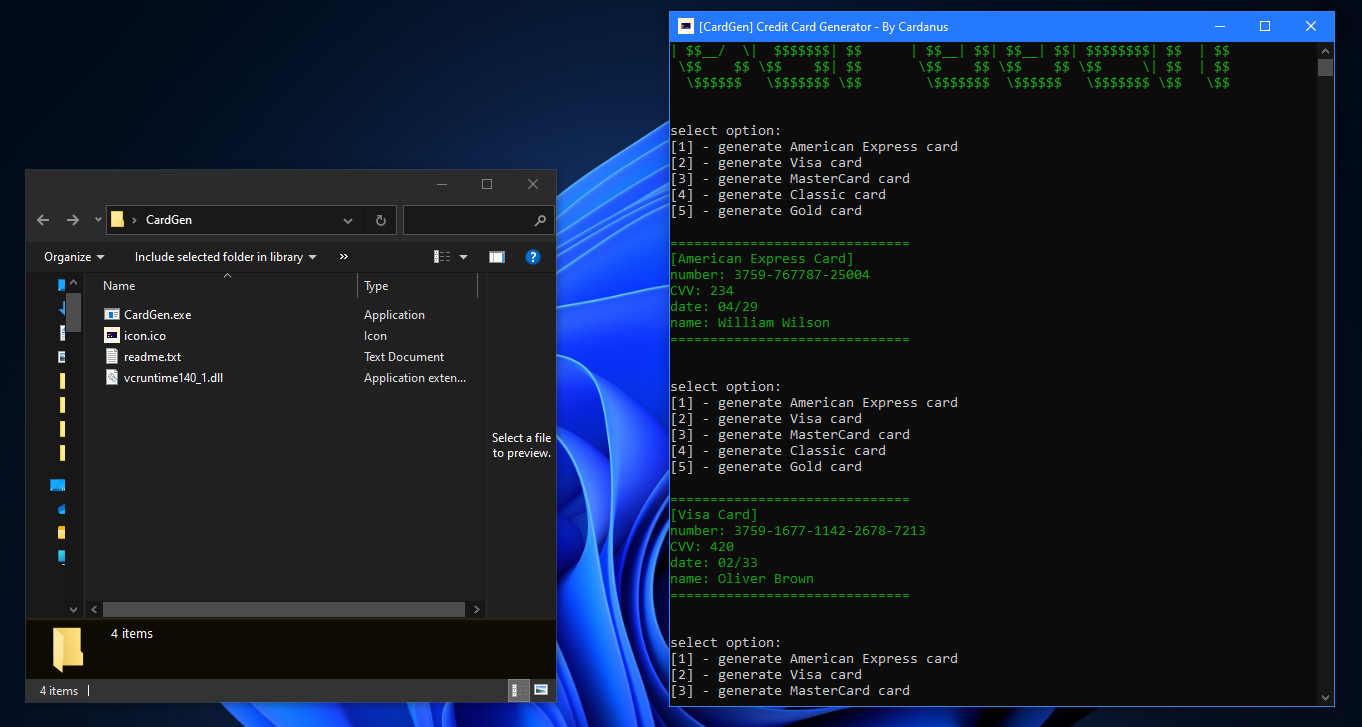 CardGen
Organize
Include selected folder in library
»
?
Name
Type
CardGen.exe
Application
icon.ico
Icon
readme.txt
Text Document
vcruntime140_1.dll
Application exten...
Select a file
to preview.
4 items
4 items
[CardGen] Credit Card Generator - By Cardanus
| $$__/  \|  $$$$$$$| $$      | $$__| $$| $$__| $$| $$$$$$$$| $$  | $$
 \$$    $$ \$$    $$| $$       \$$    $$ \$$    $$ \$$     \| $$  | $$
  \$$$$$$   \$$$$$$$ \$$        \$$$$$$$  \$$$$$$   \$$$$$$$ \$$   \$$
select option:
[1] - generate American Express card
[2] - generate Visa card
[3] - generate MasterCard card
[4] - generate Classic card
[5] - generate Gold card
==============================
[American Express Card]
number: 3759-767787-25004
CVV: 234
date: 04/29
name: William Wilson
==============================
select option:
[1] - generate American Express card
[2] - generate Visa card
[3] - generate MasterCard card
[4] - generate Classic card
[5] - generate Gold card
==============================
[Visa Card]
number: 3759-1677-1142-2678-7213
CVV: 420
date: 02/33
name: Oliver Brown
==============================
select option:
[1] - generate American Express card
[2] - generate Visa card
[3] - generate MasterCard card